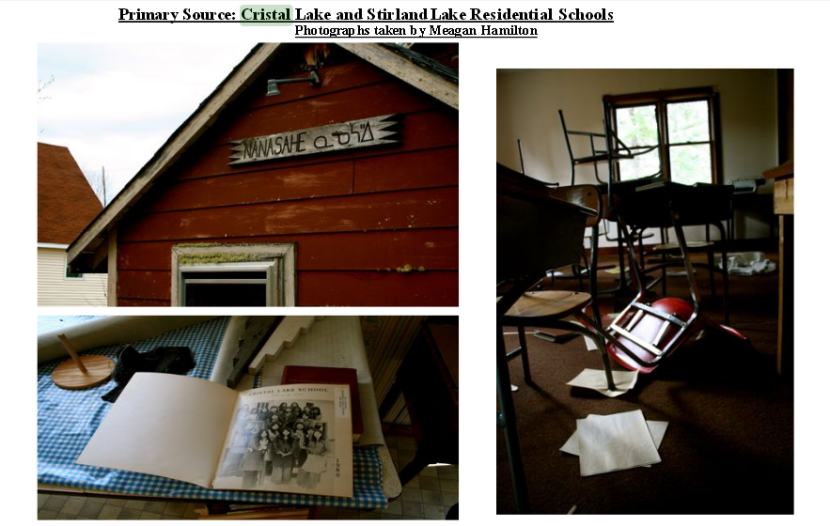 Primary Source: Cristal Lake and Stirland Lake Residential Schools
Photographs taken by Meagan Hamilton
NANASAHE
CRISTAL LAKE SCHOOL